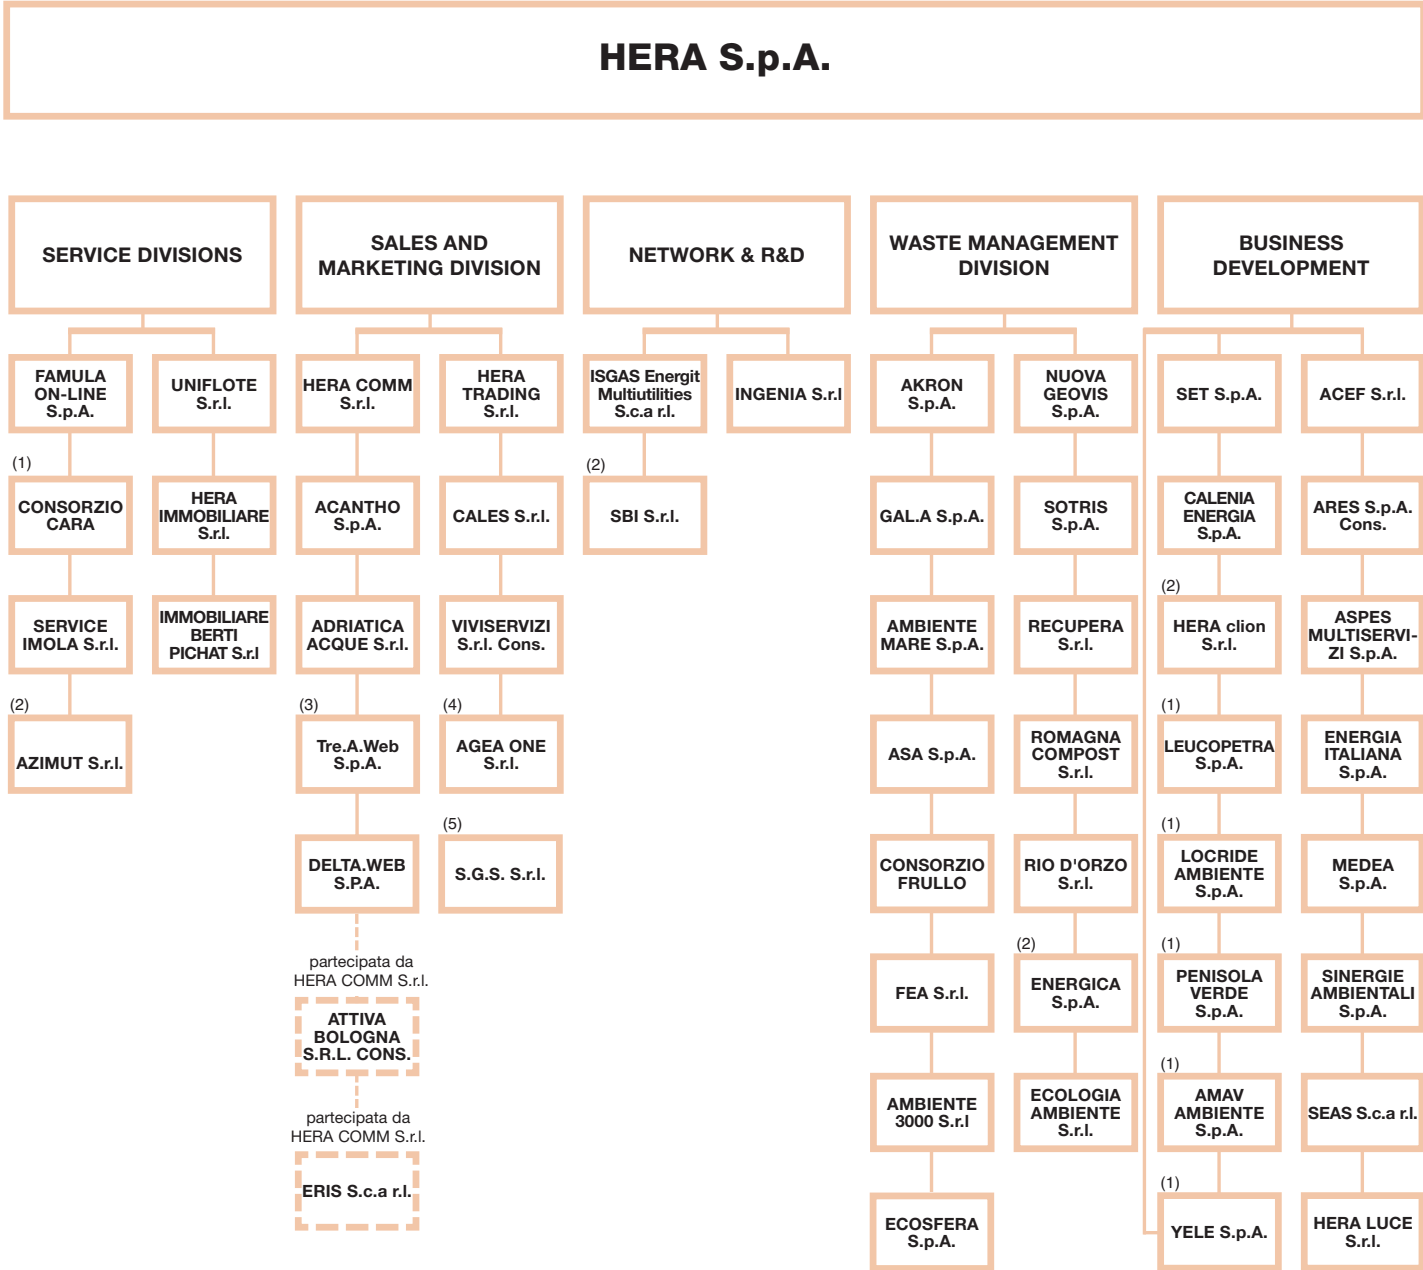 HERA S.p.A.
SERVICE DIVISIONS
FAMULA
ON-LINE
S.p.A.
(1)
CONSORZIO
CARA
SERVICE
IMOLA S.r.l.
(2)
AZIMUT S.r.l.
UNIFLOTE
S.r.l.
HERA
IMMOBILIARE
S.r.l.
IMMOBILIARE
BERTI
PICHAT S.r.l
SALES AND
MARKETING DIVISION
HERA COMM
S.r.l.
ACANTHO
S.p.A.
ADRIATICA
ACQUE S.r.l.
(3)
Tre.A.Web
S.p.A.
DELTA.WEB
S.P.A.
partecipata da
HERA COMM S.r.l.
ATTIVA
BOLOGNA
S.R.L. CONS.
partecipata da
HERA COMM S.r.l.
ERIS S.c.a r.l.
HERA
TRADING
S.r.l.
CALES S.r.l.
VIVISERVIZI
S.r.l. Cons.
(4)
AGEA ONE
S.r.l.
(5)
S.G.S. S.r.l.
NETWORK & R&D
ISGAS Energit
Multiutilities
S.c.a r.l.
(2)
SBI S.r.l.
INGENIA S.r.l
WASTE MANAGEMENT
DIVISION
AKRON
S.p.A.
GAL.A S.p.A.
AMBIENTE
MARE S.p.A.
ASA S.p.A.
CONSORZIO
FRULLO
FEA S.r.l.
AMBIENTE
3000 S.r.l
ECOSFERA
S.p.A.
NUOVA
GEOVIS
S.p.A.
SOTRIS
S.p.A.
RECUPERA
S.r.l.
ROMAGNA
COMPOST
S.r.l.
RIO D'ORZO
S.r.l.
(2)
ENERGICA
S.p.A.
ECOLOGIA
AMBIENTE
S.r.l.
BUSINESS
DEVELOPMENT
SET S.p.A.
CALENIA
ENERGIA
S.p.A.
(2)
HERA clion
S.r.l.
(1)
LEUCOPETRA
S.p.A.
(1)
LOCRIDE
AMBIENTE
S.p.A.
(1)
PENISOLA
VERDE
S.p.A.
(1)
AMAV
AMBIENTE
S.p.A.
(1)
YELE S.p.A.
ACEF S.r.l.
ARES S.p.A.
Cons.
ASPES
MULTISERVI-
ZI S.p.A.
ENERGIA
ITALIANA
S.p.A.
MEDEA
S.p.A.
SINERGIE
AMBIENTALI
S.p.A.
SEAS S.c.a r.l.
HERA LUCE
S.r.l.